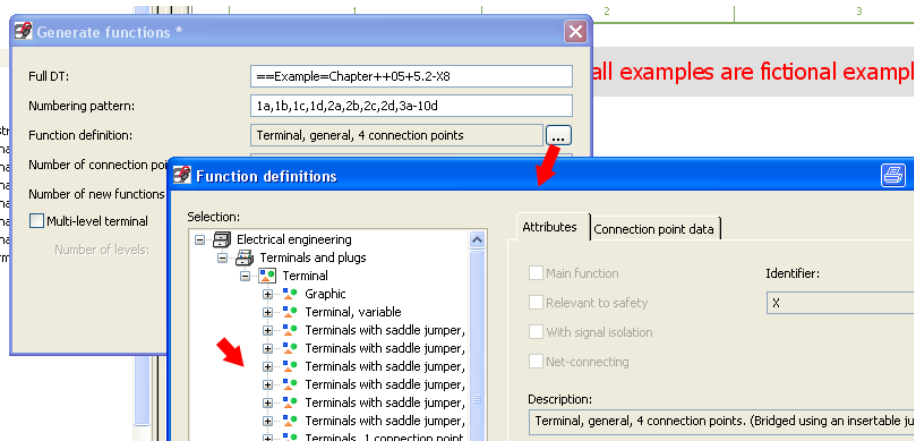 1
2
3
Generate functions *
Full DT:
==Example=Chapter++05+5.2-X8
all examples are fictional exampl
Numbering pattern:
1a,1b,1c,1d,2a,2b,2c,2d,3a-10d
Function definition:
Terminal, general, 4 connection points
...
Number of connection poi
Number of new functions
Multi-level terminal
Number of levels:
Function definitions
Selection:
Electrical engineering
Terminals and plugs
Terminal
Graphic
Terminal, variable
Terminals with saddle jumper,
Terminals with saddle jumper,
Terminals with saddle jumper,
Terminals with saddle jumper,
Terminals with saddle jumper,
Terminals with saddle jumper,
Terminals, 1 connection point
Attributes
Connection point data
Main function
Identifier:
Relevant to safety
X
With signal isolation
Net-connecting
Description:
Terminal, general, 4 connection points. (Bridged using an insertable ju